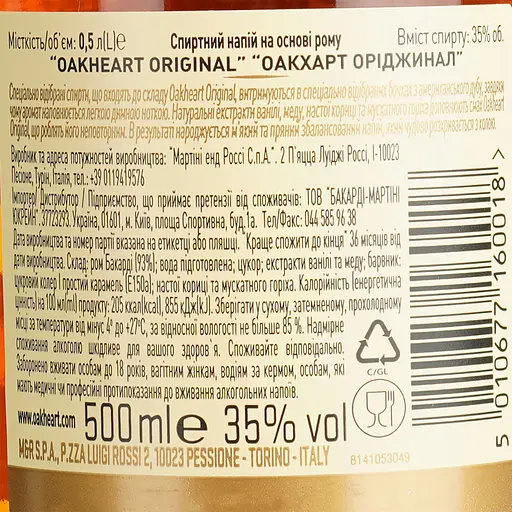 Місткість/об'єм: 0,5 л(L)℮ Спиртний напій на основі рому Вміст спирту: 35% об.
"OAKHEART ORIGINAL" "ОАКХАРТ ОРІДЖИНАЛ"
Спеціально відібрані спирти, що входять до складу Oakheart Original, витримуються в спеціально відібраних бочках з американського дубу, завдяки
чому аромат наповнюється легкою димною ноткою. Натуральні екстракти ванілі, меду, настої кориці та мускатного горіха доповнюють смак Oakheart
Original, що роблять його неповторним. В результаті народжується м'який та пряний збалансований напій, який чудово розкривається з колою.
Виробник та адреса потужностей виробництва: "Мартіні енд Россі С.п.А.". 2 П'яцца Луїджі Россі, І-10023
Песіоне, Турін, Італія, тел.: +39 0119419576
Імпортер/Дистрибутор / Підприємство, що приймає претензії від споживачів: ТОВ "БАКАРДІ-МАРТІНІ
ЮКРЕЙН". 37723293. Україна, 01601, м. Київ, площа Спортивна, буд.1а. Тел/Факс: 044 585 96 38
Дата виробництва та номер партії вказана на етикетці або пляшці. "Краще спожити до кінця" 36 місяців від
дати виробництва. Склад: ром Бакарді (93%); вода підготовлена; цукор; екстракти ванілі та меду; барвник:
цукровий колер І простий карамель (Е150а); настої кориці та мускатного горіха. Калорійність (енергетична
цінність) на 100 мл(ml) продукту: 205 ккал(kcal), 855 кДж(kJ). Зберігати у сухому, затемненому, прохолодному
місці за температури від мінус 4° до +27°С, за відносної вологості не більше 85 %. Надмірне
споживання алкоголю шкідливе для вашого здоров'я. Споживайте відповідально.
Заборонено вживати особам до 18 років, вагітним жінкам, водіям за кермом, особам, які
мають медичні чи професійні протипоказання до вживання алкогольних напоїв.
www.oakheart.com 500ml℮ 35% vol
M&R S.P.A., P.ZZA LUIGI ROSSI 2, 10023 PESSIONE - TORINO - ITALY
C/GL
8141053049
5 010677 160018 >